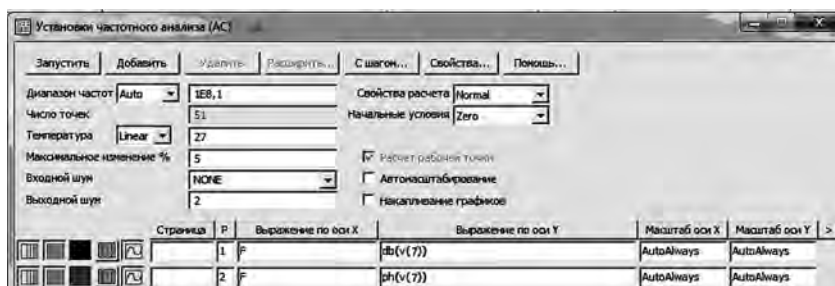 Установки частотного анализа (AC)
Запустить Добавить Удалить Расширить... С шагом... Свойства... Помошь...
Диапазон частот Auto 1E8,1 Свойства расчета Normal
Число точек 51 Начальные условия Zero
Температура Linear 27
Максимальное изменение % 5 Расчет рабочей точки
Входной шум NONE Автомасштабирование
Выходной шум 2 Накапливание графиков
Страница P Выражение по оси X Выражение по оси Y Масштаб оси X Масштаб оси Y >
1 F db(v(7)) AutoAlways AutoAlways
2 F ph(v(7)) AutoAlways AutoAlways